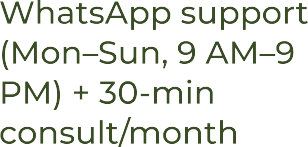 WhatsApp support
(Mon–Sun, 9 AM–9
PM) + 30-min
consult/month